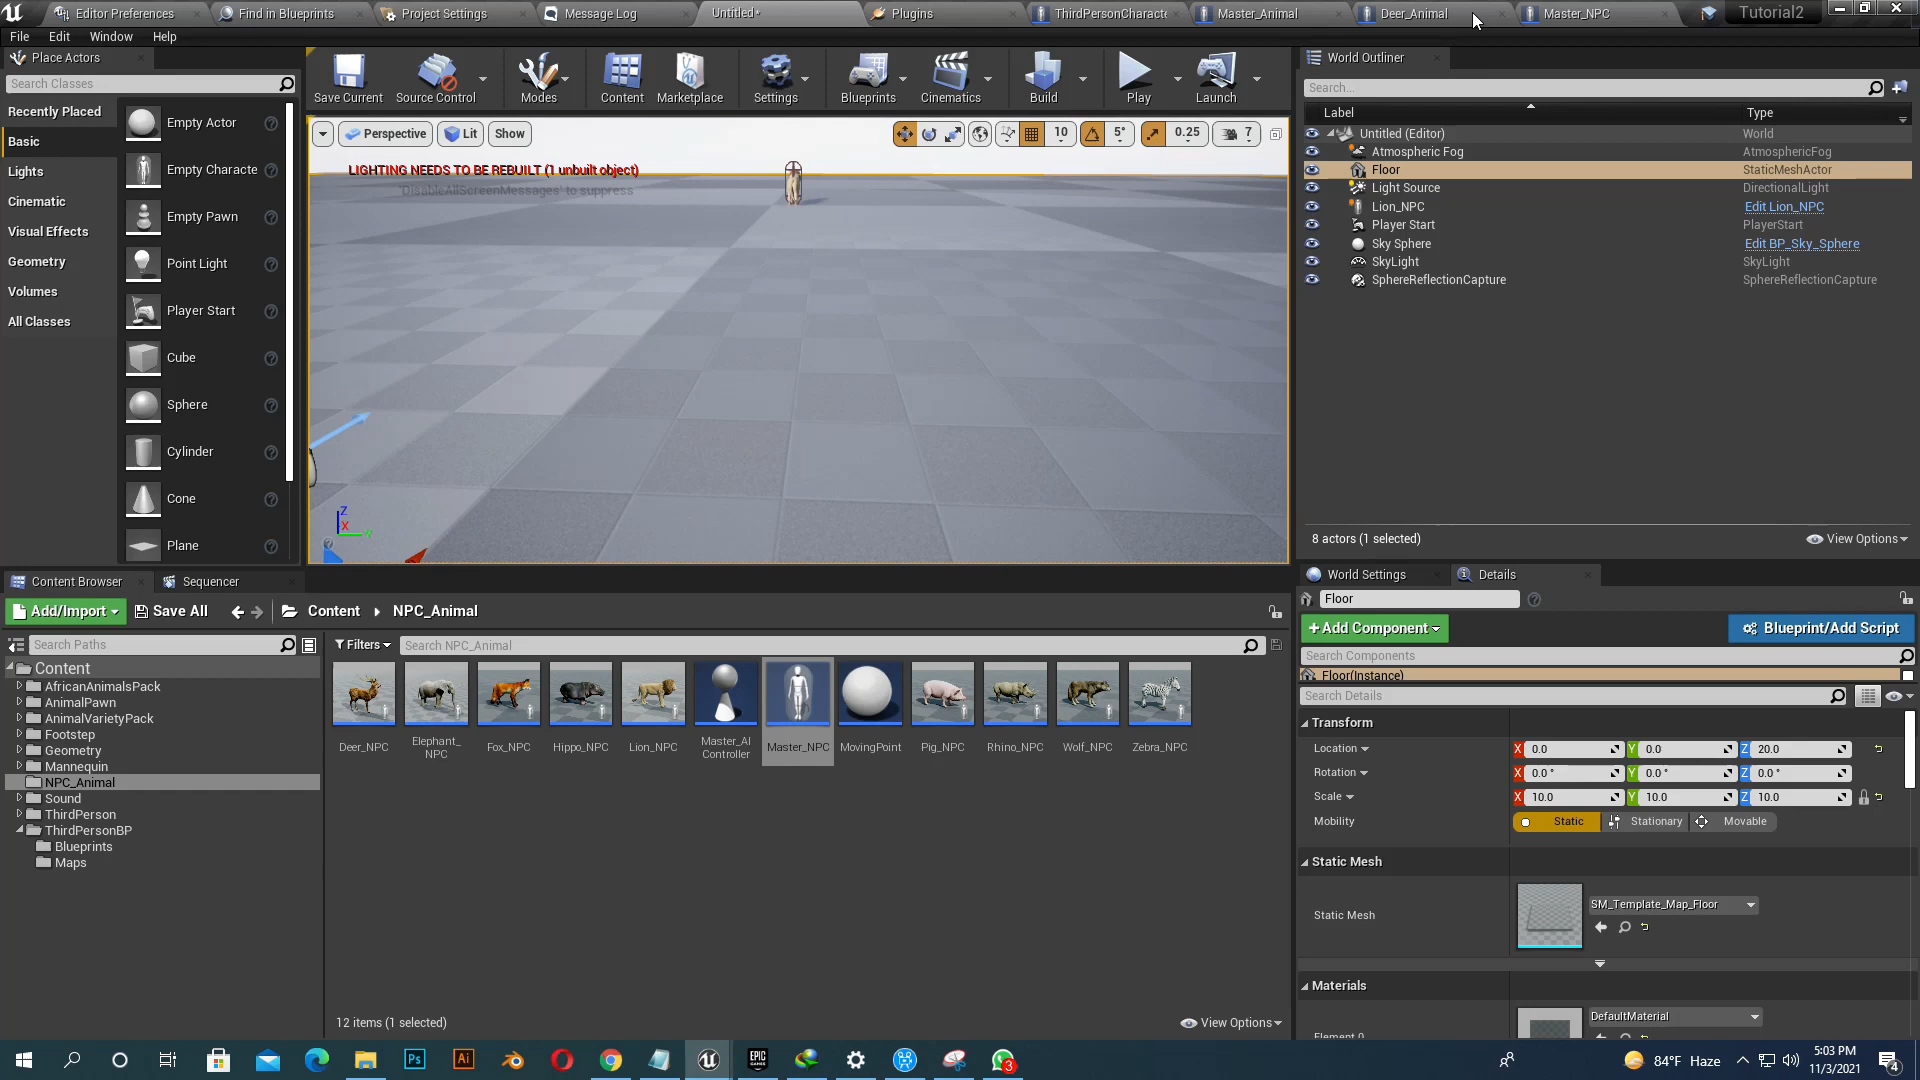 Editor Preferences
Find in Blueprints
Project Settings
Message Log
Untitled*
Plugins
ThirdPersonCharacte
Master_Animal
Deer_Animal
Master_NPC
Tutorial2
File
Edit
Window
Help
Place Actors
Search Classes
Recently Placed
Basic
Lights
Cinematic
Visual Effects
Geometry
Volumes
All Classes
Empty Actor
Empty Characte
Empty Pawn
Point Light
Player Start
Cube
Sphere
Cylinder
Cone
Plane
Save Current
Source Control
Modes
Content
Marketplace
Settings
Blueprints
Cinematics
Build
Play
Launch
Perspective
Lit
Show
10
5°
0.25
7
LIGHTING NEEDS TO BE REBUILT (1 unbuilt object)
'DisableAllScreenMessages' to suppress
Z
X
World Outliner
Search...
Label
Type
Untitled (Editor)
World
Atmospheric Fog
AtmosphericFog
Floor
StaticMeshActor
Light Source
DirectionalLight
Lion_NPC
Edit Lion_NPC
Player Start
PlayerStart
Sky Sphere
Edit BP_Sky_Sphere
SkyLight
SkyLight
SphereReflectionCapture
SphereReflectionCapture
8 actors (1 selected)
View Options
Content Browser
Sequencer
Add/Import
Save All
Content
NPC_Animal
Search Paths
Filters
Search NPC_Animal
Content
AfricanAnimalsPack
AnimalPawn
AnimalVarietyPack
Footstep
Geometry
Mannequin
NPC_Animal
Sound
ThirdPerson
ThirdPersonBP
Blueprints
Maps
Deer_NPC
Elephant_
NPC
Fox_NPC
Hippo_NPC
Lion_NPC
Master_AI
Controller
Master_NPC
MovingPoint
Pig_NPC
Rhino_NPC
Wolf_NPC
Zebra_NPC
12 items (1 selected)
View Options
World Settings
Details
Floor
+Add Component
Blueprint/Add Script
Search Components
Floor(Instance)
Search Details
Transform
Location
X 0.0
Y 0.0
Z 20.0
Rotation
X 0.0 °
Y 0.0 °
Z 0.0 °
Scale
X 10.0
Y 10.0
Z 10.0
Mobility
Static
Stationary
Movable
Static Mesh
Static Mesh
SM_Template_Map_Floor
Materials
Element 0
DefaultMaterial
Ps
Ai
EPIC
GAMES
3
84°F Haze
5:03 PM
11/3/2021
4